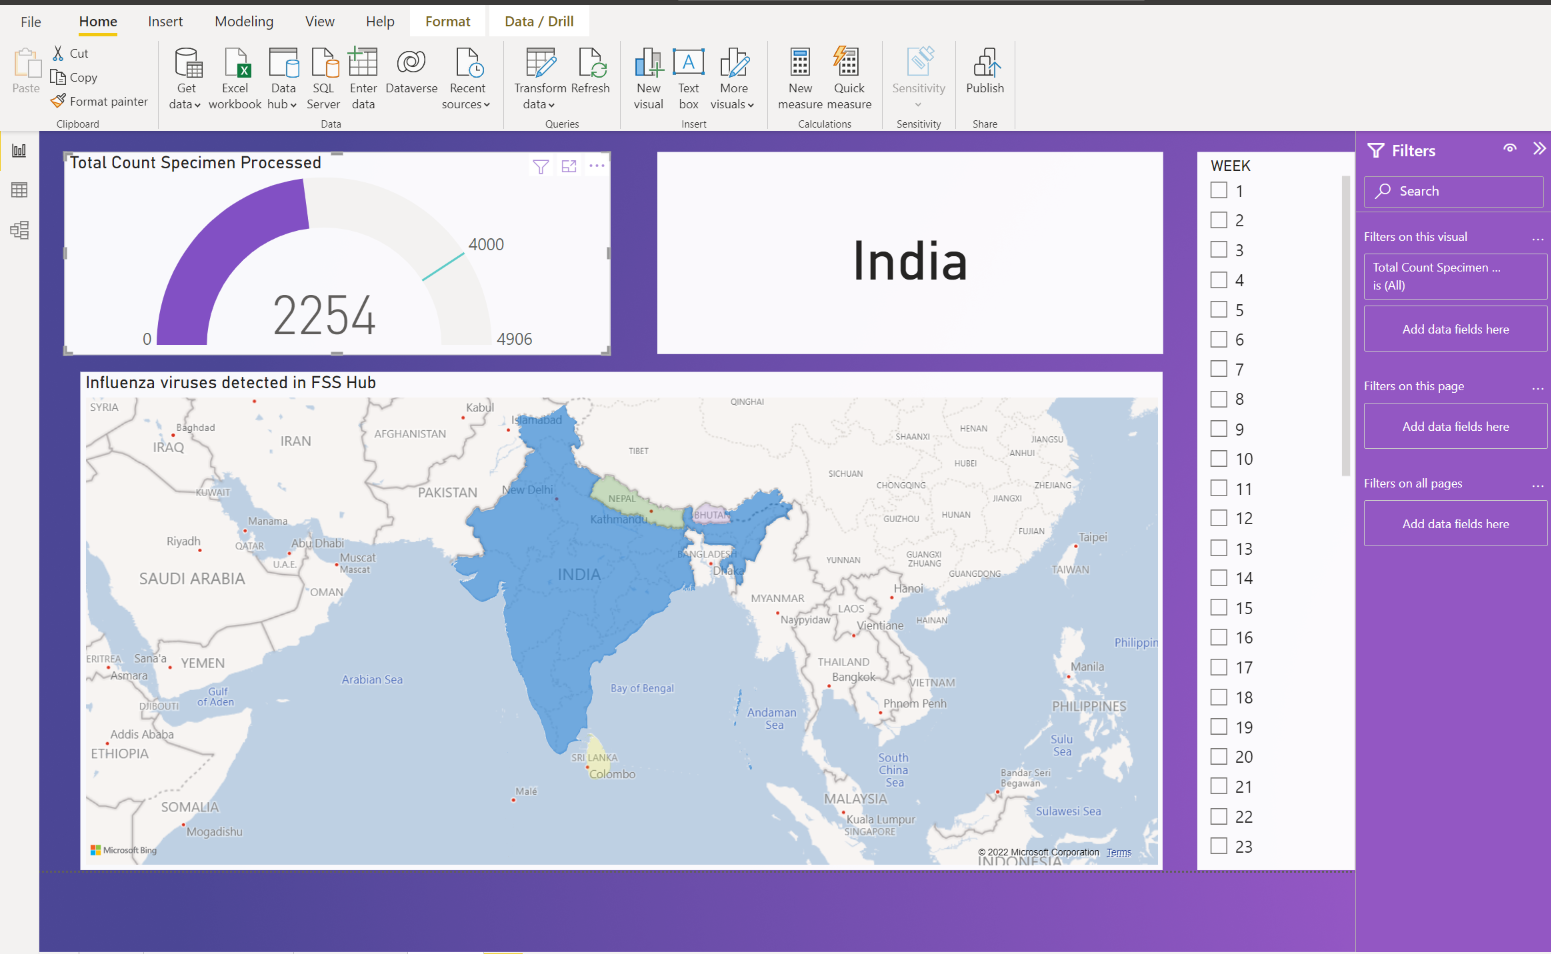 File Home Insert Modeling View Help Format Data / Drill
Paste
Cut
Copy
Format painter
Clipboard
Get data
Excel workbook
Data hub
SQL Server
Enter data
Dataverse
Recent sources
Data
Transform data
Refresh
Queries
New visual
Text box
More visuals
Insert
New measure
Quick measure
Calculations
Sensitivity
Sensitivity
Publish
Share
Total Count Specimen Processed
4000
2254
0
4906
India
Influenza viruses detected in FSS Hub
SYRIA
Baghdad
IRAQ
IRAN
Kabul
AFGHANISTAN
Islamabad
QINGHAI
TIBET
SHAANXI
HENAN
JIANGSU
ANHUI
HUBEI
SICHUAN
CHONGQING
ZHEJIANG
JIANGXI
HUNAN
GUIZHOU
FUJIAN
KUWAIT
PAKISTAN
New Delhi
NEPAL
Kathmandu
BHUTAN
Manama
Riyadh
QATAR
Abu Dhabi
U.A.E.
Muscat
Mascat
BANGLADESH
Dhaka
YUNNAN
GUANGXI
ZHUANG
GUANGDONG
Taipei
TAIWAN
SAUDI ARABIA
OMAN
INDIA
MYANMAR
Naypyidaw
LAOS
Hanoi
Vientiane
HAINAN
ERITREA
Asmara
Sana'a
YEMEN
Arabian Sea
Gulf
of Aden
Bay of Bengal
THAILAND
Bangkok
VIETNAM
Philippin
Manila
DJIBOUTI
Addis Ababa
ETHIOPIA
Andaman
Sea
Phnom Penh
PHILIPPINES
Sulu
Sea
SRI LANKA
Colombo
Malé
South
China
Sea
Bandar Seri
Begawan
SOMALIA
Mogadishu
MALAYSIA
Kuala Lumpur
SINGAPORE
Sulawesi Sea
Microsoft Bing
© 2022 Microsoft Corporation Terms
INDONESIA
WEEK
1
2
3
4
5
6
7
8
9
10
11
12
13
14
15
16
17
18
19
20
21
22
23
Filters
Search
Filters on this visual ...
Total Count Specimen ...
is (All)
Add data fields here
Filters on this page ...
Add data fields here
Filters on all pages ...
Add data fields here